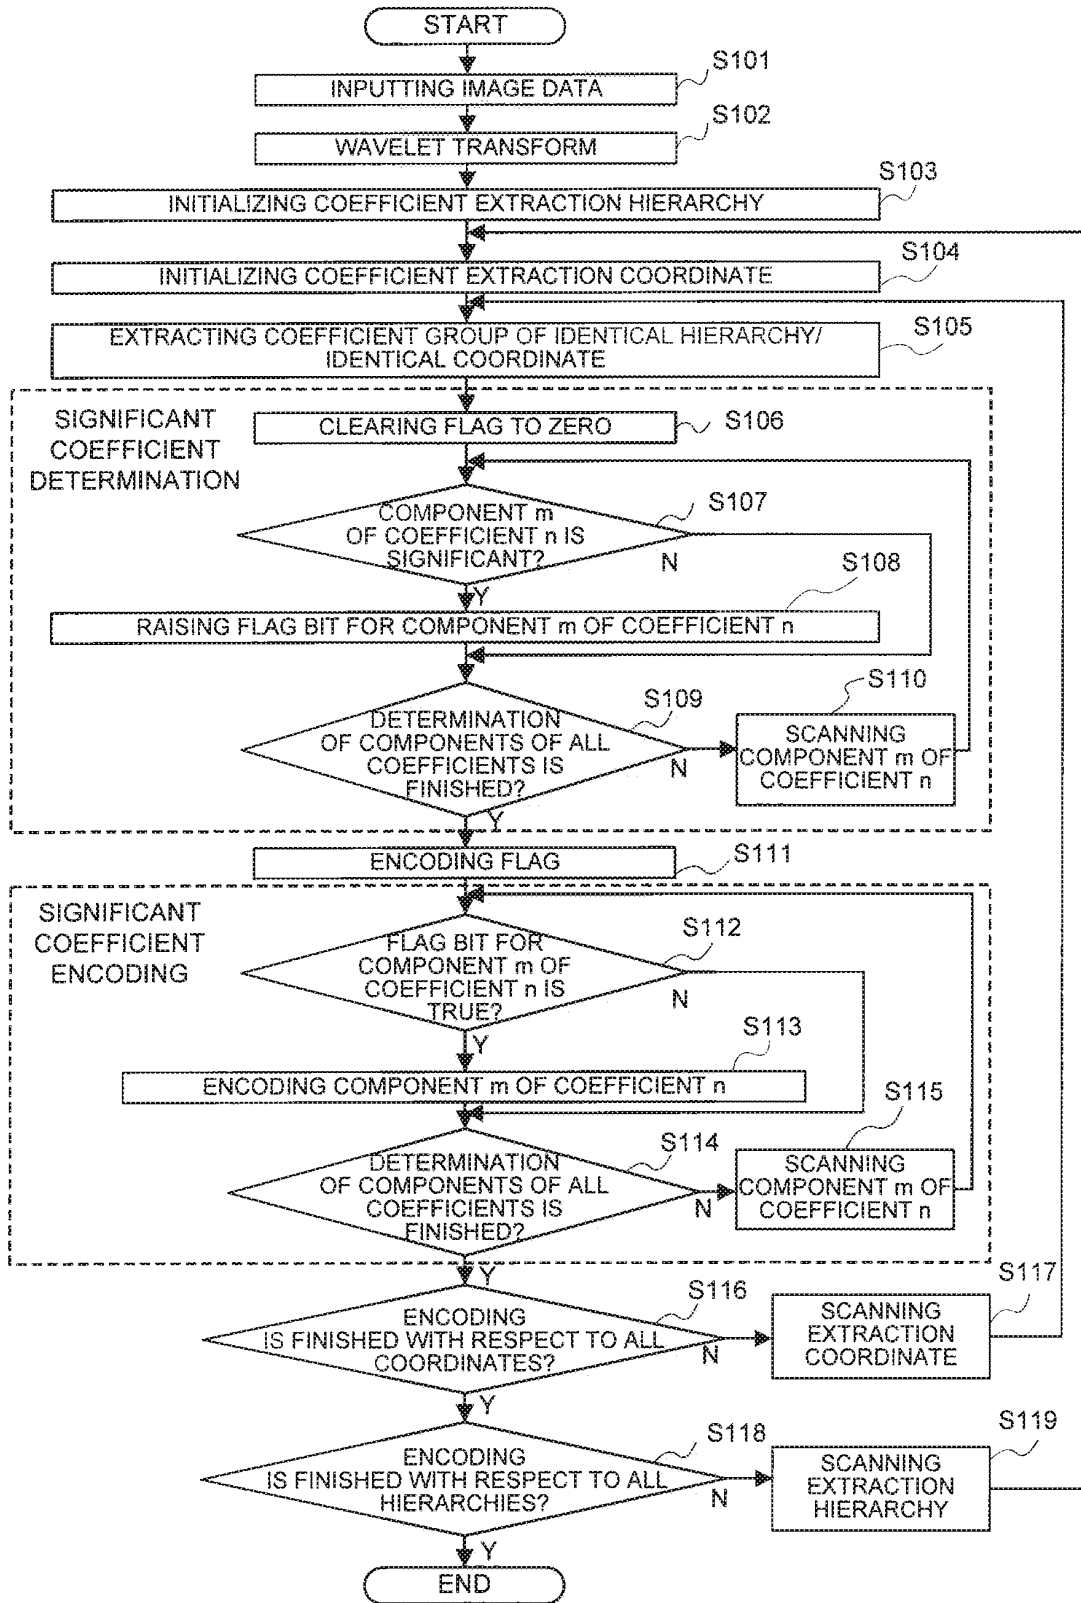 START
S101
INPUTTING IMAGE DATA
S102
WAVELET TRANSFORM
S103
INITIALIZING COEFFICIENT EXTRACTION HIERARCHY
S104
INITIALIZING COEFFICIENT EXTRACTION COORDINATE
S105
EXTRACTING COEFFICIENT GROUP OF IDENTICAL HIERARCHY/
IDENTICAL COORDINATE
SIGNIFICANT
COEFFICIENT
DETERMINATION
S106
CLEARING FLAG TO ZERO
S107
COMPONENT m
OF COEFFICIENT n IS
SIGNIFICANT?
N
Y
S108
RAISING FLAG BIT FOR COMPONENT m OF COEFFICIENT n
S109
DETERMINATION
OF COMPONENTS OF ALL
COEFFICIENTS IS
FINISHED?
N
Y
S110
SCANNING
COMPONENT m OF
COEFFICIENT n
S111
ENCODING FLAG
SIGNIFICANT
COEFFICIENT
ENCODING
S112
FLAG BIT FOR
COMPONENT m OF
COEFFICIENT n IS
TRUE?
N
Y
S113
ENCODING COMPONENT m OF COEFFICIENT n
S114
DETERMINATION
OF COMPONENTS OF ALL
COEFFICIENTS IS
FINISHED?
N
Y
S115
SCANNING
COMPONENT m OF
COEFFICIENT n
S116
ENCODING
IS FINISHED WITH RESPECT TO ALL
COORDINATES?
N
Y
S117
SCANNING
EXTRACTION
COORDINATE
S118
ENCODING
IS FINISHED WITH RESPECT TO ALL
HIERARCHIES?
N
Y
S119
SCANNING
EXTRACTION
HIERARCHY
END